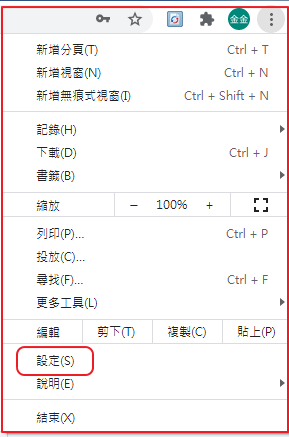 金金
新增分頁(T) Ctrl + T
新增視窗(N) Ctrl + N
新增無痕式視窗(I) Ctrl + Shift + N
記錄(H)
下載(D) Ctrl + J
書籤(B)
縮放 − 100% +
列印(P)... Ctrl + P
投放(C)...
尋找(F)... Ctrl + F
更多工具(L)
編輯 剪下(T) 複製(C) 貼上(P)
設定(S)
說明(E)
結束(X)